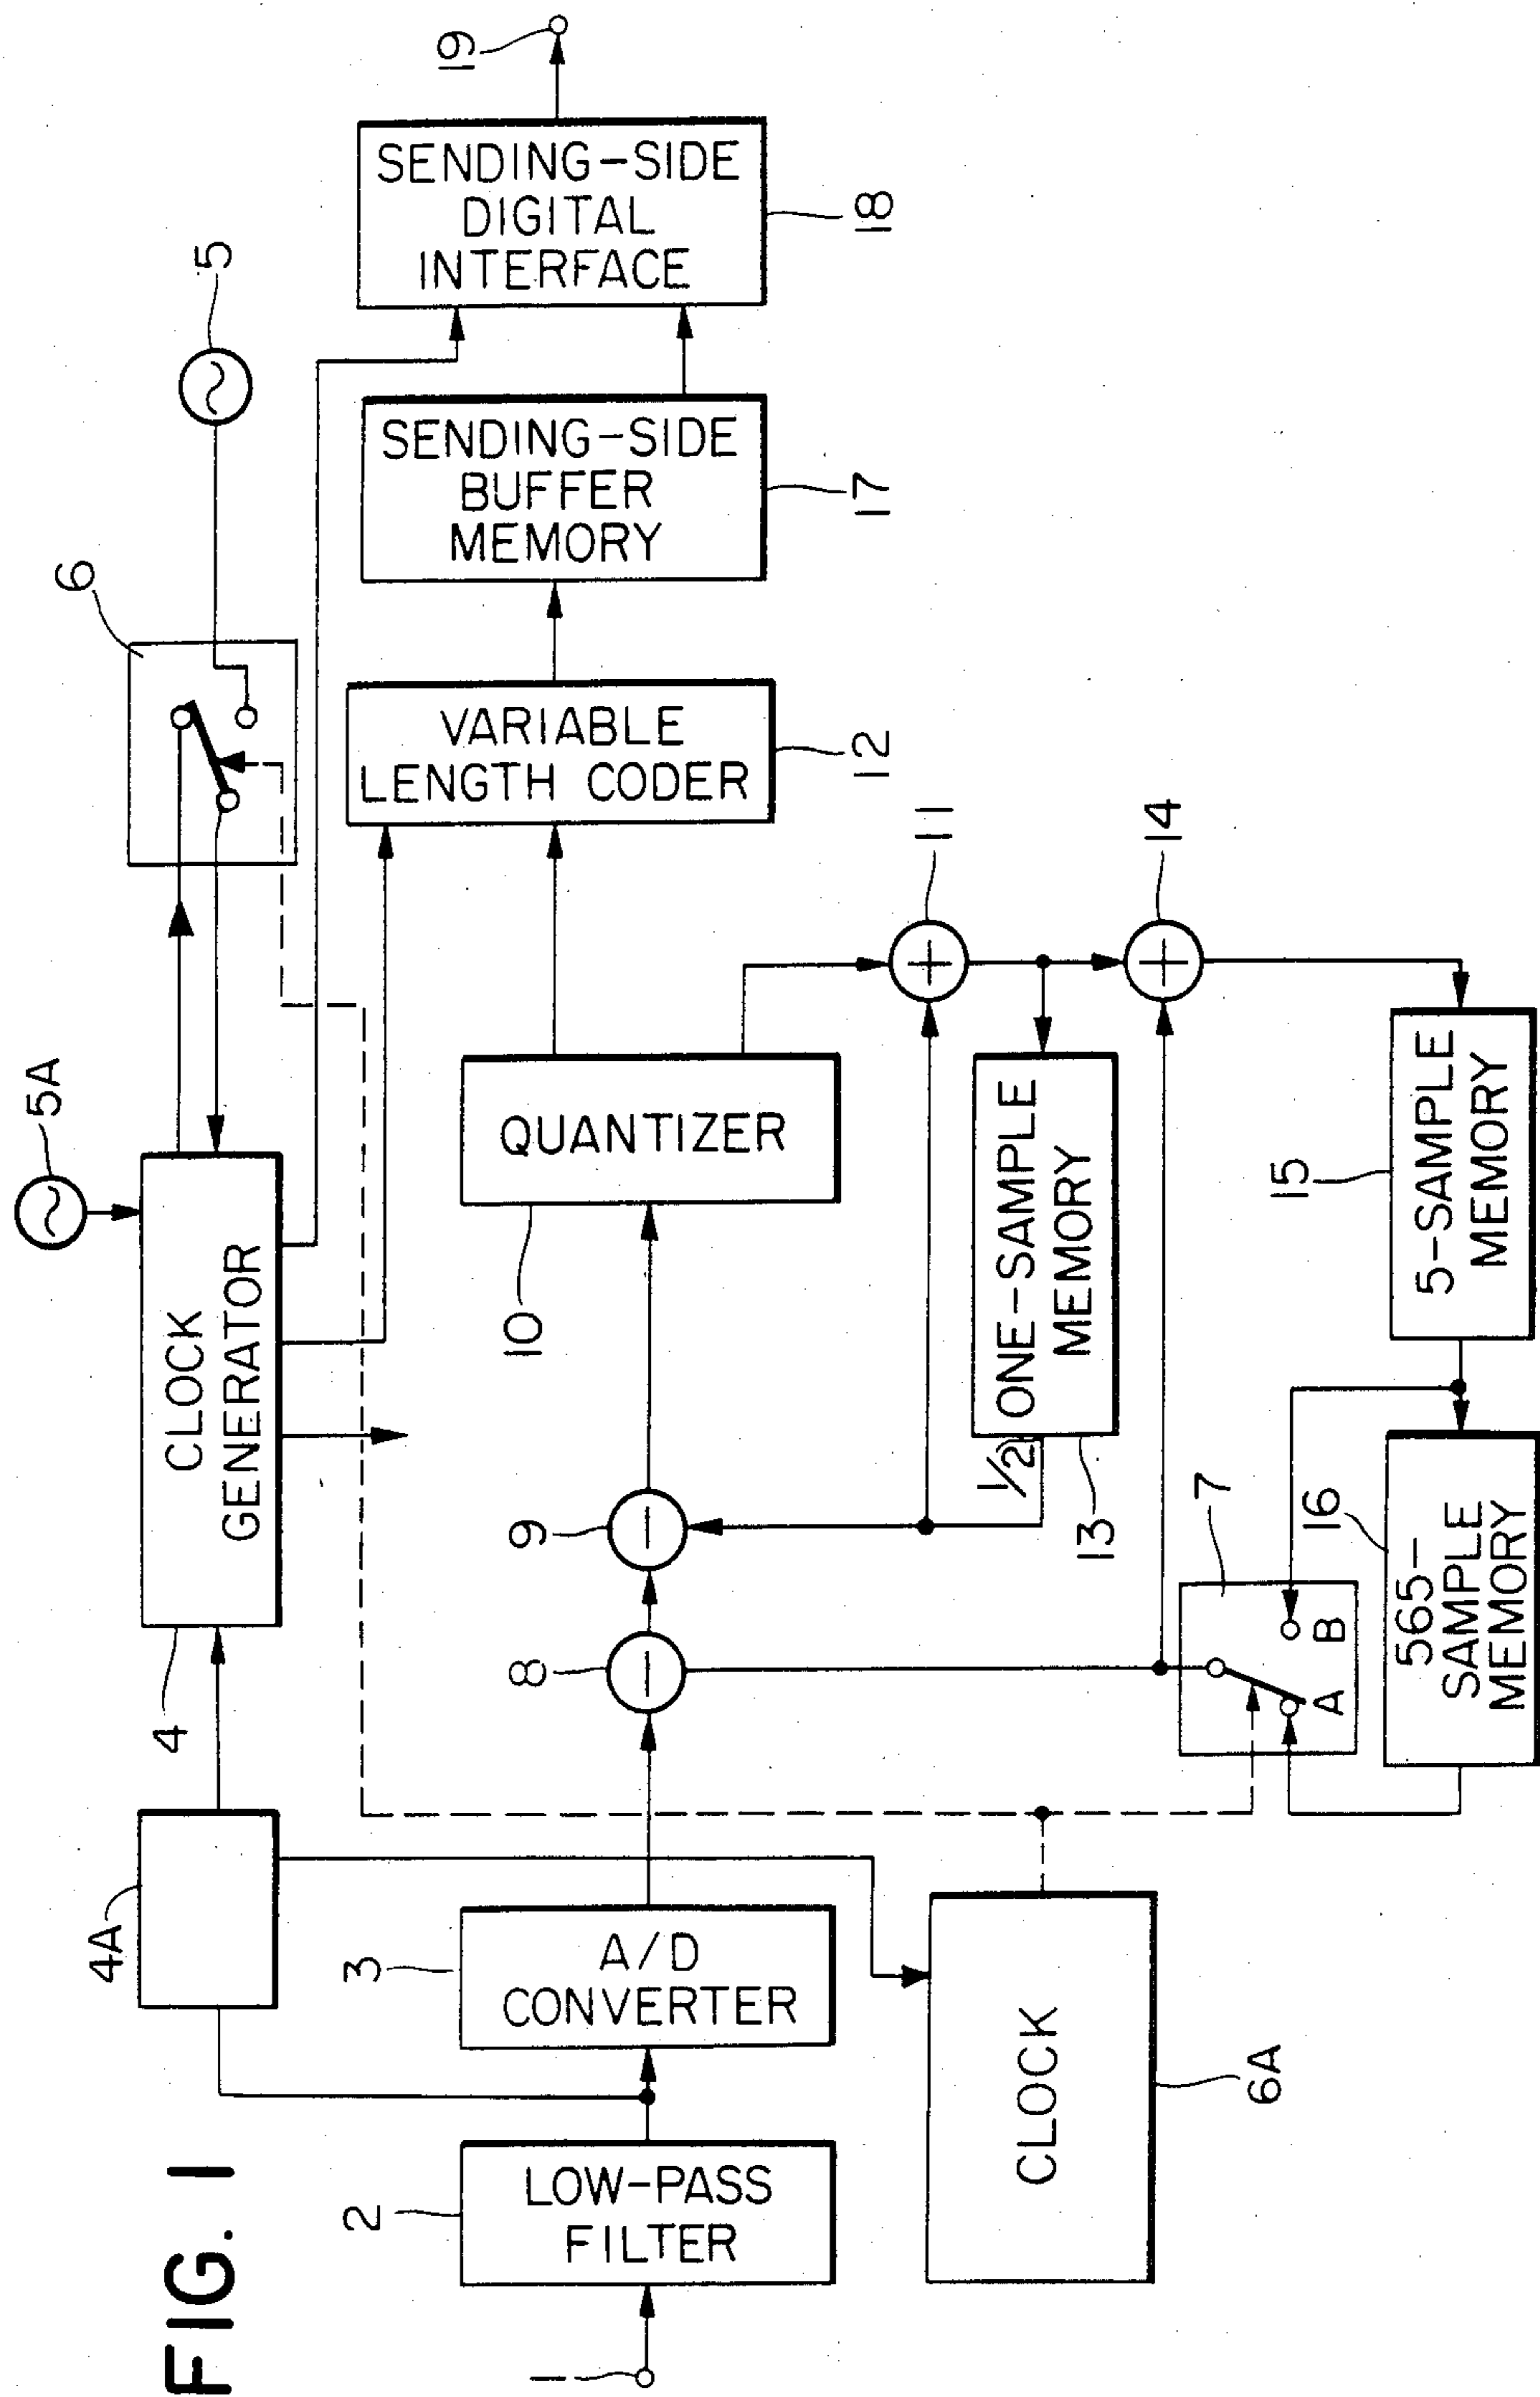 FIG. 1
1
2
LOW-PASS
FILTER
3
A/D
CONVERTER
4A
4
CLOCK
GENERATOR
5A
6
5
8
9
10
QUANTIZER
VARIABLE
LENGTH CODER
12
SENDING-SIDE
BUFFER
MEMORY
17
SENDING-SIDE
DIGITAL
INTERFACE
18
19
11
14
1/2
ONE-SAMPLE
MEMORY
13
15
5-SAMPLE
MEMORY
7
A
B
16
565-
SAMPLE
MEMORY
CLOCK
6A